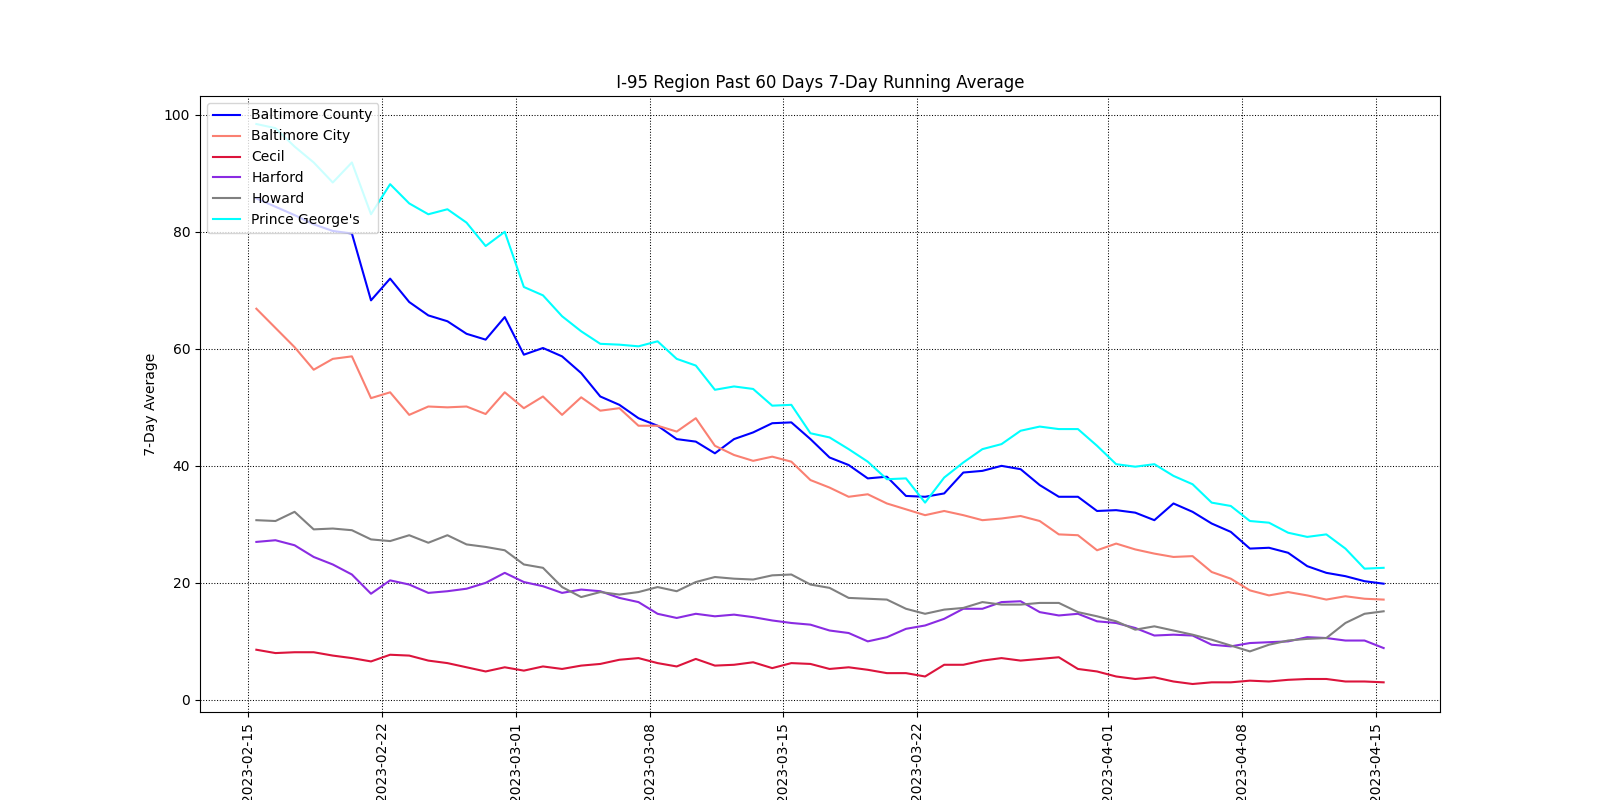 I-95 Region Past 60 Days 7-Day Running Average
Baltimore County
Baltimore City
Cecil
Harford
Howard
Prince George's
7-Day Average
100
80
60
40
20
0
2023-02-15
2023-02-22
2023-03-01
2023-03-08
2023-03-15
2023-03-22
2023-04-01
2023-04-08
2023-04-15